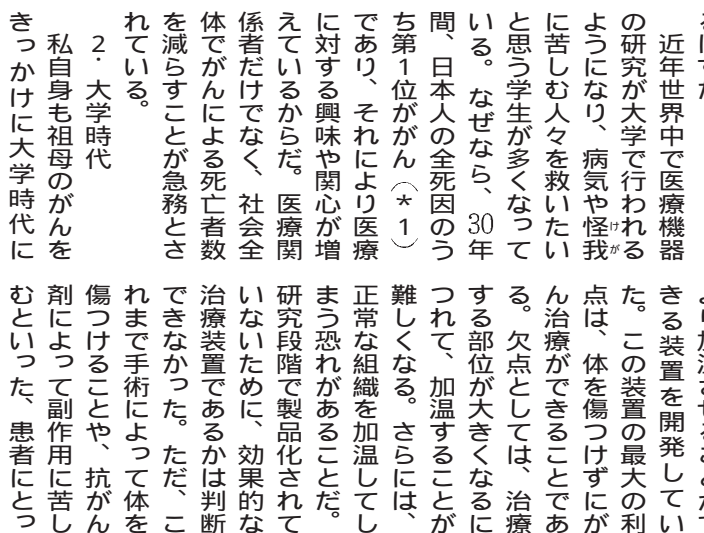 近年世界中で医療機器
の研究が大学で行われる
ようになり、病気や怪我
に苦しむ人々を救いたい
と思う学生が多くなって
いる。なぜなら、30年
間、日本人の全死因のう
ち第1位ががん(*1)
であり、それにより医療
に対する興味や関心が増
えているからだ。医療関
係者だけでなく、社会全
体でがんによる死亡者数
を減らすことが急務とさ
れている。
2.大学時代
私自身も祖母のがんを
きっかけに大学時代に
きる装置を開発してい
た。この装置の最大の利
点は、体を傷つけずにが
ん治療ができることであ
る。欠点としては、治療
する部位が大きくなるに
つれて、加温することが
難しくなる。さらには、
正常な組織を加温してし
まう恐れがあることだ。
研究段階で製品化されて
いないために、効果的な
治療装置であるかは判断
できなかった。ただ、こ
れまで手術によって体を
傷つけることや、抗がん
剤によって副作用に苦し
むといった、患者にとっ